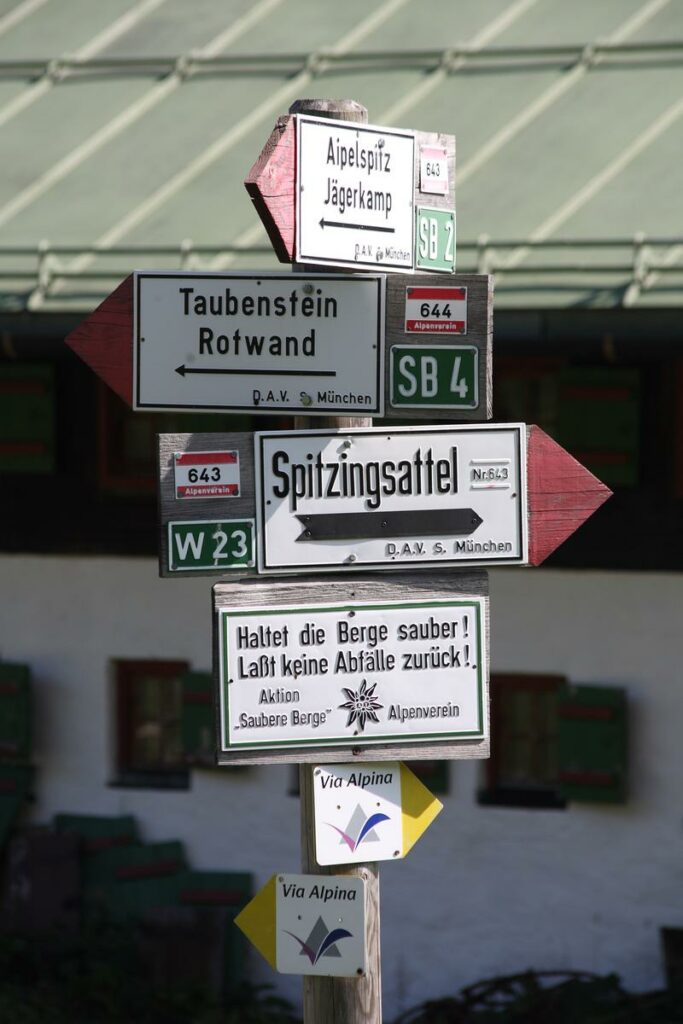 Aipelspitz
Jägerkamp
D.A.V. s. München
643
SB 2
Taubenstein
Rotwand
D.A.V. s. München
644
Alpenverein
SB 4
643
Alpenverein
W 23
Spitzingsattel
Nr. 643
D.A.V. s. München
Haltet die Berge sauber!
Laßt keine Abfälle zurück!
Aktion
„Saubere Berge" Alpenverein
Via Alpina
Via Alpina